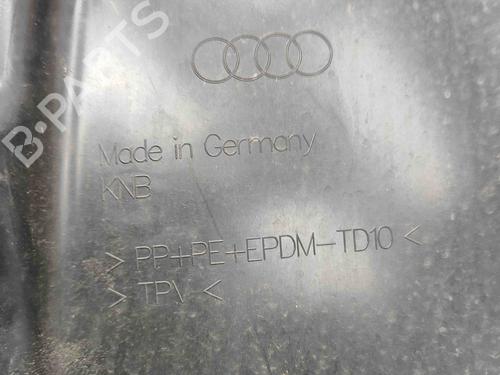 B-PARTS
Made in Germany
KNB
> PP+PE+EPDM-TD10 <
> TPV <